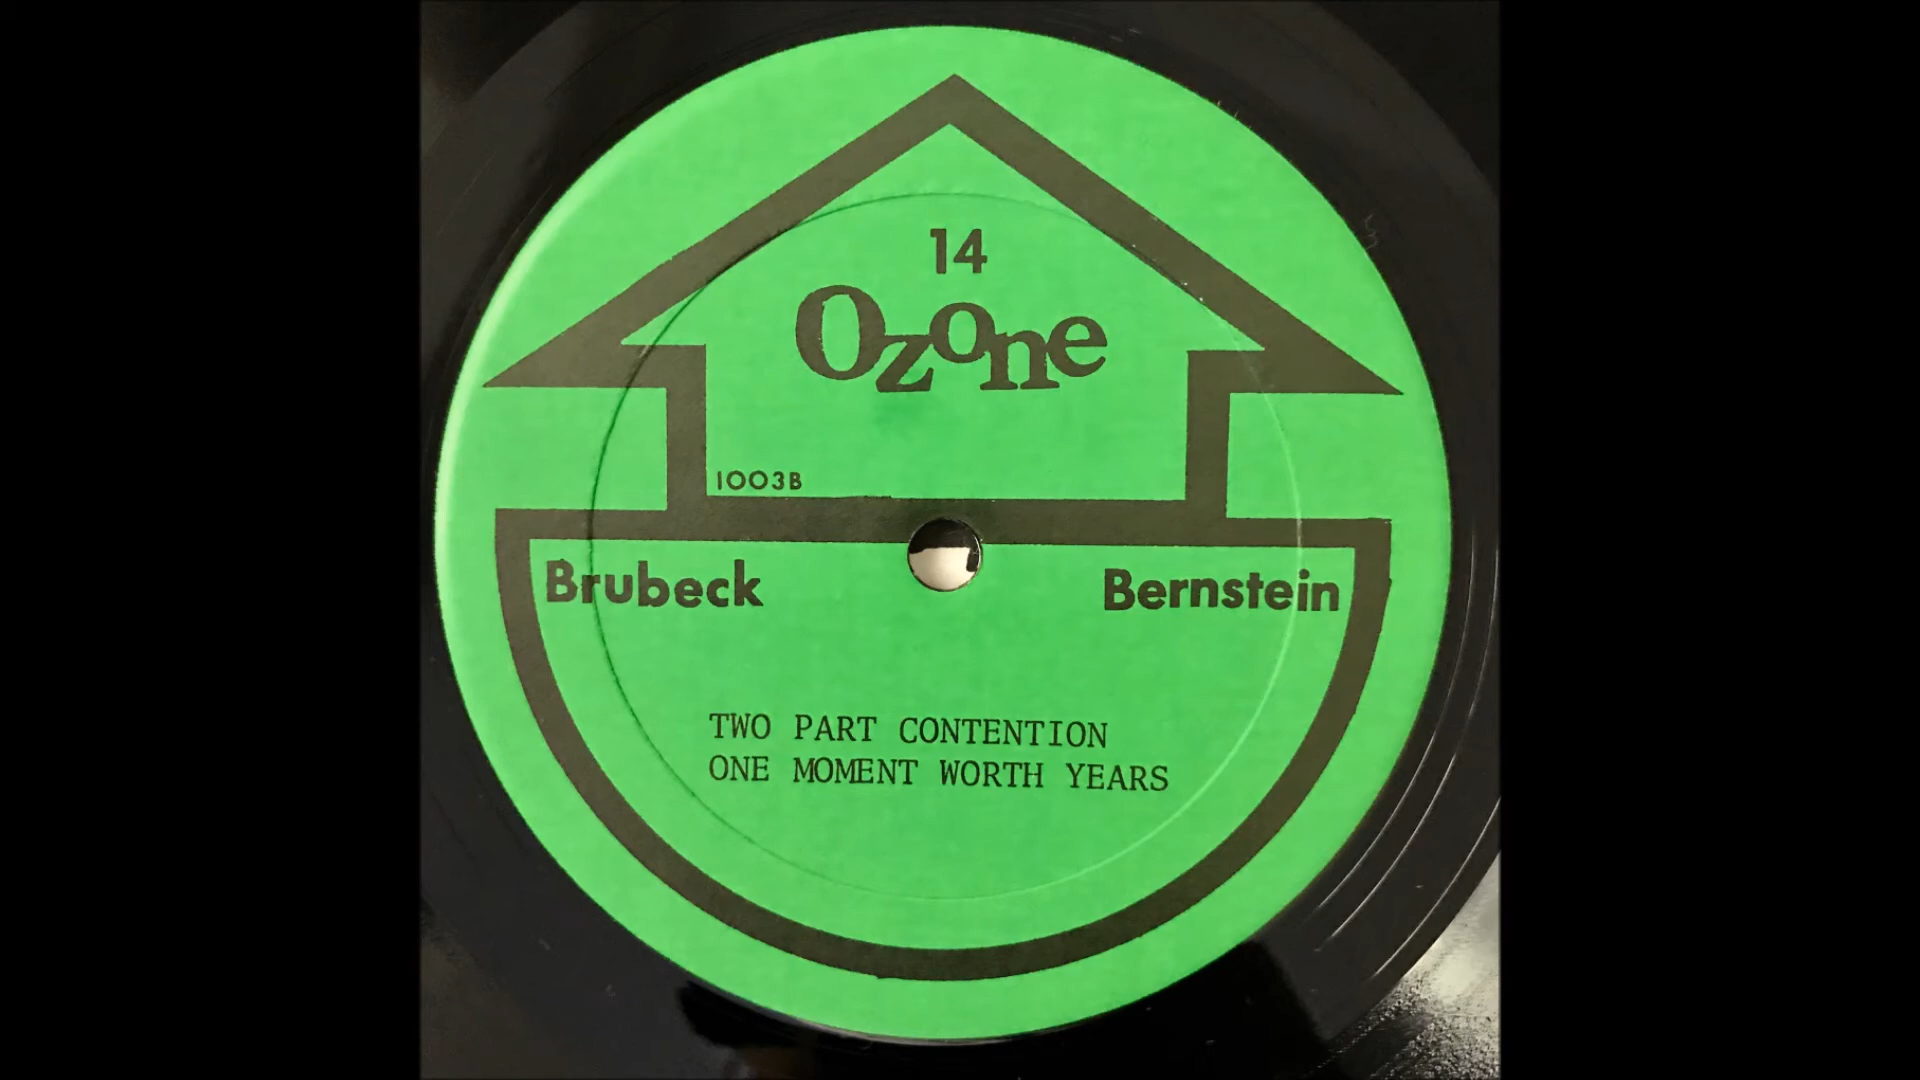 14
Ozone
1003B
Brubeck
Bernstein
TWO PART CONTENTION
ONE MOMENT WORTH YEARS